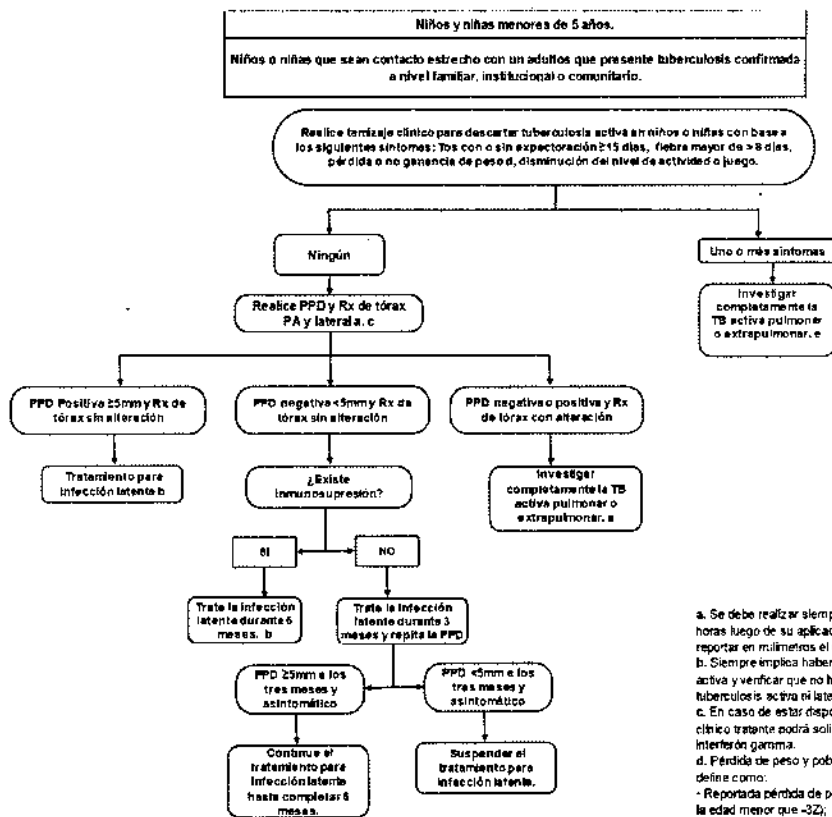 Niños y niñas menores de 5 años.
Niños o niñas que sean contacto estrecho con un adultos que presente tuberculosis confirmada
a nivel familiar, institucional o comunitario.
Realice tamizaje clínico para descartar tuberculosis activa en niños o niñas con base a
los siguientes síntomas: Tos con o sin expectoración ≥15 días, fiebre mayor de > 8 días,
pérdida o no ganancia de peso d, disminución del nivel de actividad o juego.
Ningún
Uno o más síntomas
Realice PPD y Rx de tórax
PA y lateral a. c
Investigar
completamente la
TB activa pulmonar
o extrapulmonar. e
PPD Positiva ≥5mm y Rx de
tórax sin alteración
PPD negativa <5mm y Rx de
tórax sin alteración
PPD negativa o positiva y Rx
de tórax con alteración
Tratamiento para
infección latente b
¿Existe
inmunosupresión?
Investigar
completamente la TB
activa pulmonar o
extrapulmonar. e
SI
NO
Trate la infección
latente durante 6
meses. b
Trate la infección
latente durante 3
meses y repita la PPD
PPD ≥5mm a los
tres meses y
asintomático
PPD <5mm a los
tres meses y
asintomático
Continue el
tratamiento para
infección latente
hasta completar 6
meses.
Suspender el
tratamiento para
infección latente.
a. Se debe realizar siemp
horas luego de su aplicac
reportar en milímetros el
b. Siempre implica haber
activa y verificar que no h
tuberculosis activa ni late
c. En caso de estar dispo
clínico tratante podrá soli
interferón gamma.
d. Pérdida de peso y pob
define como:
- Reportada pérdida de p
la edad menor que -3Z);